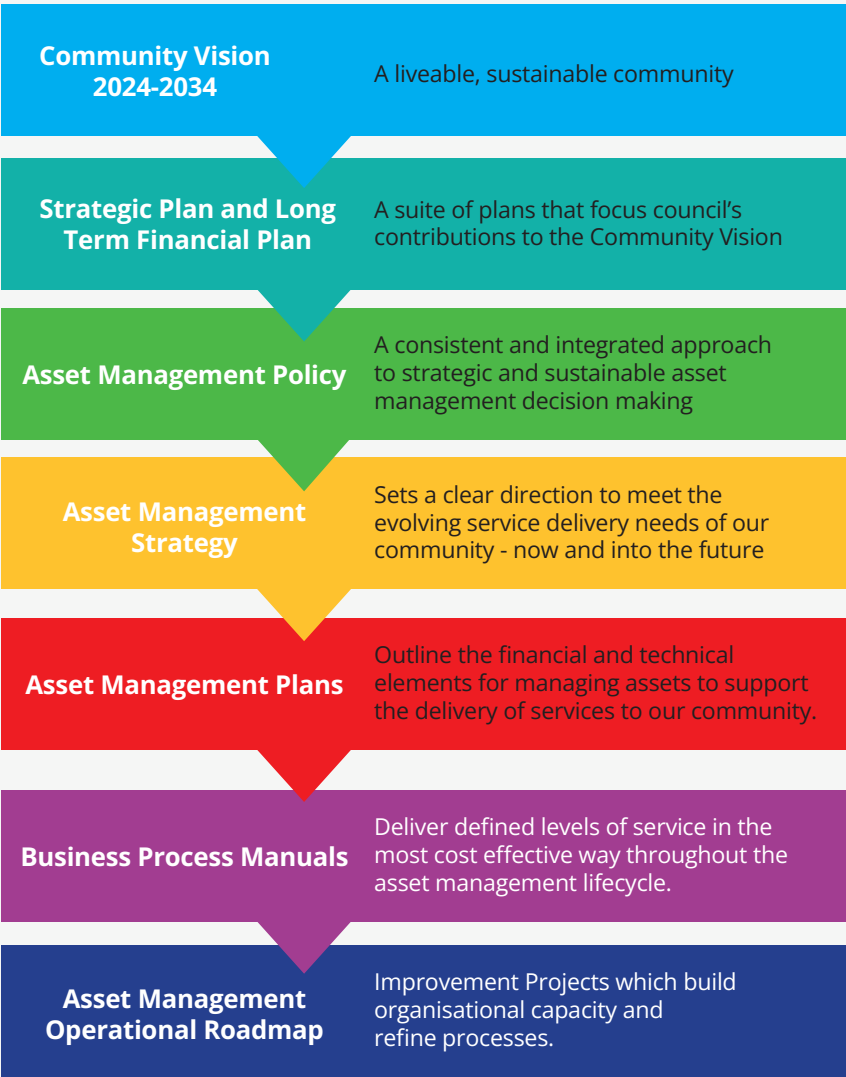 Community Vision
2024-2034
A liveable, sustainable community
Strategic Plan and Long
Term Financial Plan
A suite of plans that focus council’s
contributions to the Community Vision
Asset Management Policy
A consistent and integrated approach
to strategic and sustainable asset
management decision making
Asset Management
Strategy
Sets a clear direction to meet the
evolving service delivery needs of our
community - now and into the future
Asset Management Plans
Outline the financial and technical
elements for managing assets to support
the delivery of services to our community.
Business Process Manuals
Deliver defined levels of service in the
most cost effective way throughout the
asset management lifecycle.
Asset Management
Operational Roadmap
Improvement Projects which build
organisational capacity and
refine processes.